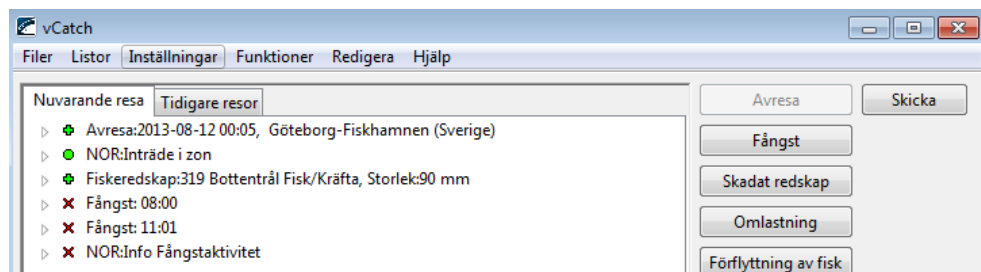 vCatch
Filer Listor Inställningar Funktioner Redigera Hjälp
Nuvarande resa Tidigare resor
Avresa:2013-08-12 00:05, Göteborg-Fiskhamnen (Sverige)
NOR:Inträde i zon
Fiskeredskap:319 Bottentrål Fisk/Kräfta, Storlek:90 mm
Fångst: 08:00
Fångst: 11:01
NOR:Info Fångstaktivitet
Avresa Skicka
Fångst
Skadat redskap
Omlastning
Förflyttning av fisk